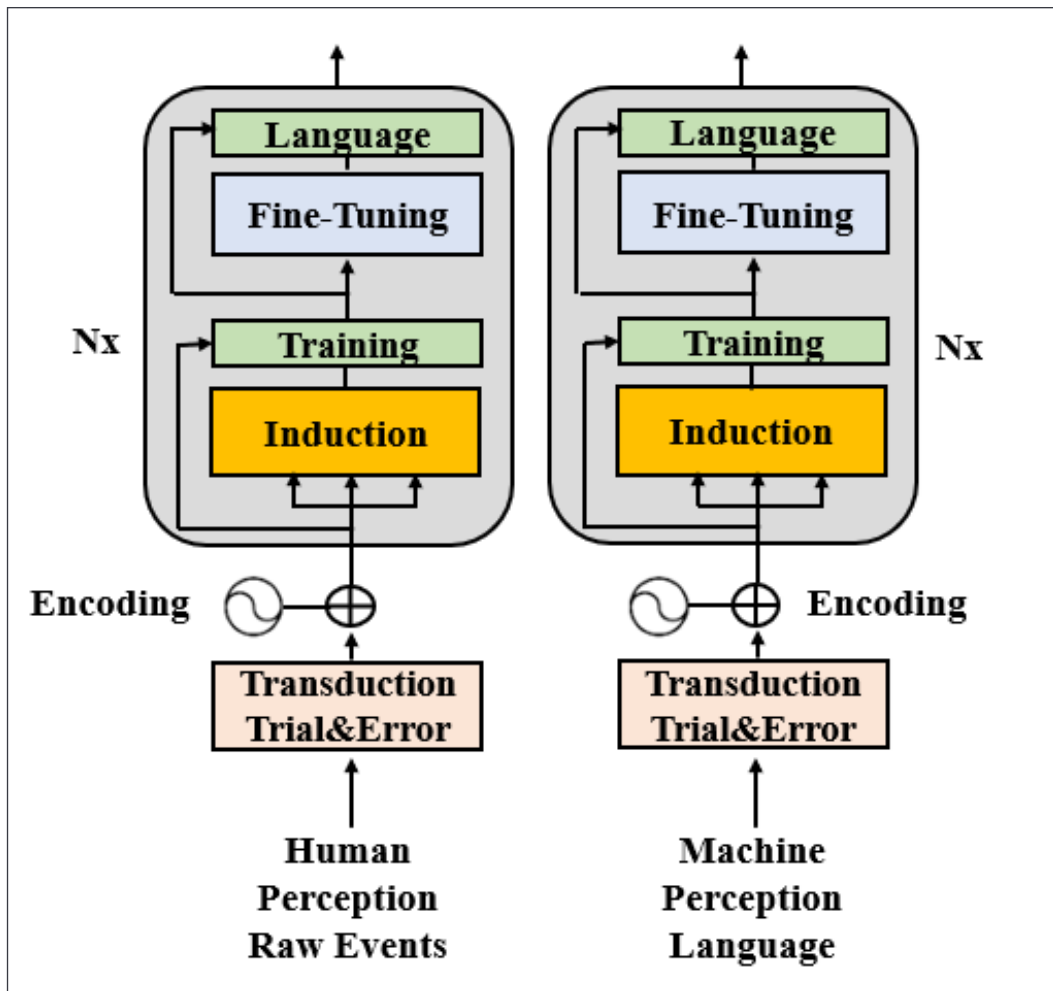 Language
Fine-Tuning
Nx
Training
Induction
Encoding
Transduction
Trial&Error
Human
Perception
Raw Events
Language
Fine-Tuning
Training
Nx
Induction
Encoding
Transduction
Trial&Error
Machine
Perception
Language